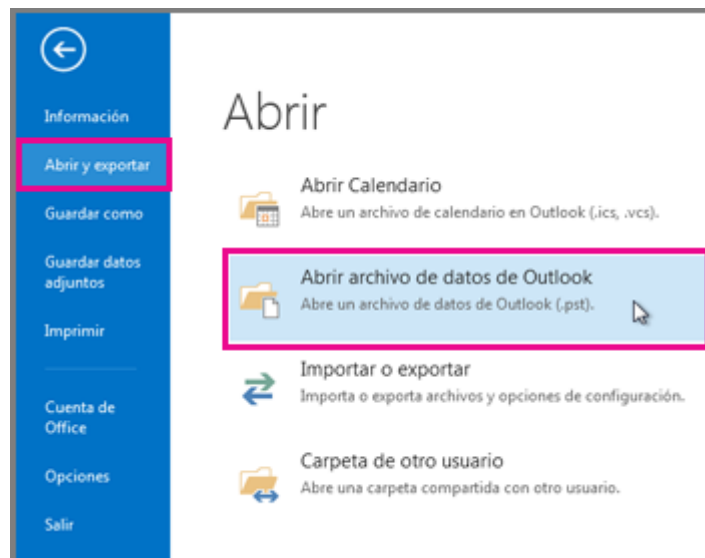 Información
Abrir y exportar
Guardar como
Guardar datos
adjuntos
Imprimir
Cuenta de
Office
Opciones
Salir
Abrir
Abrir Calendario
Abre un archivo de calendario en Outlook (.ics, .vcs).
Abrir archivo de datos de Outlook
Abre un archivo de datos de Outlook (.pst).
Importar o exportar
Importa o exporta archivos y opciones de configuración.
Carpeta de otro usuario
Abre una carpeta compartida con otro usuario.